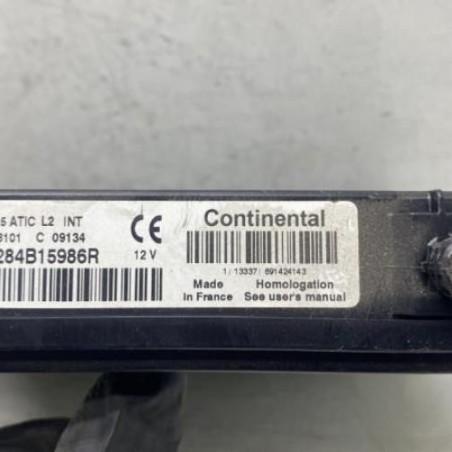 5 ATIC L2 INT
8101 C 09134
284B15986R
CE
12 V
Continental
1/13337/891424143
Made in France
Homologation See user's manual